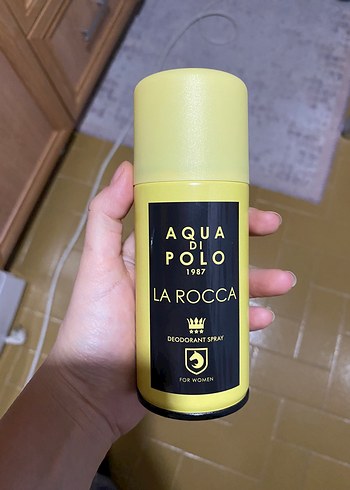 AQUA
DI
POLO
1987
LA ROCCA
DEODORANT SPRAY
FOR WOMEN